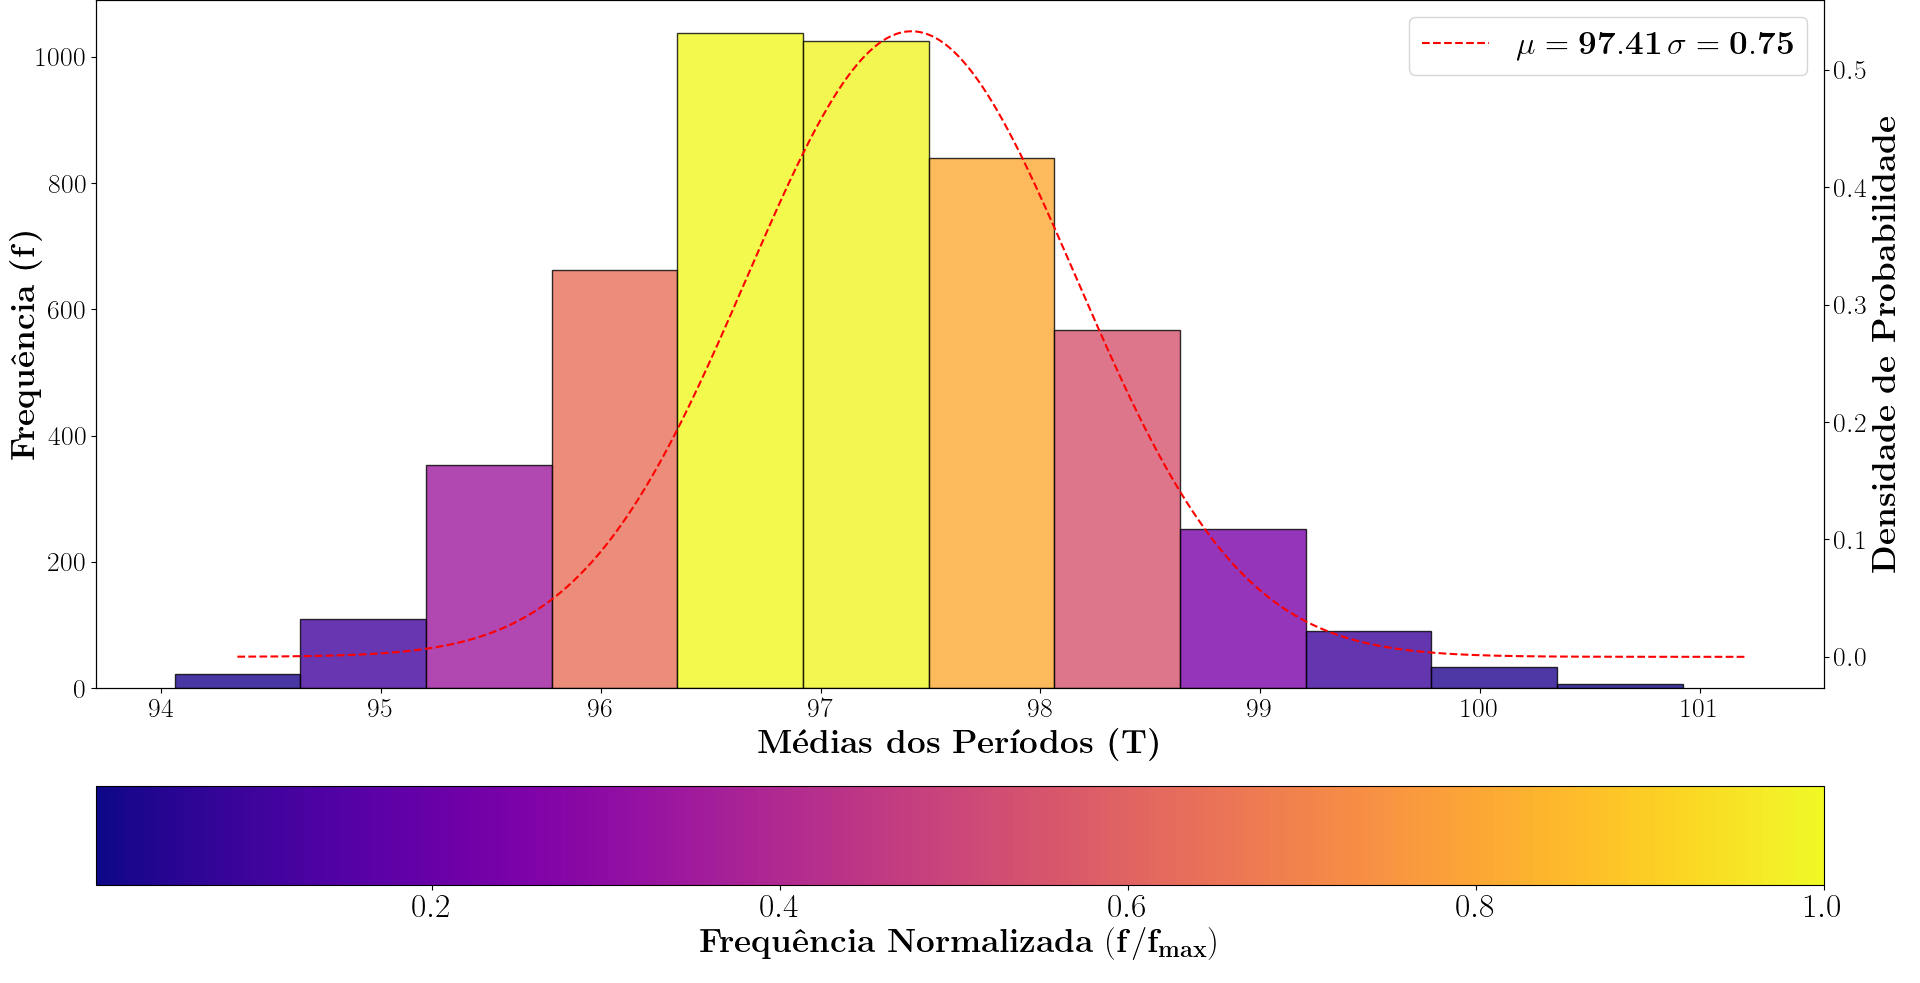 μ = 97.41 σ = 0.75
Frequência (f)
1000
800
600
400
200
0
0.5
0.4
0.3
0.2
0.1
0.0
Densidade de Probabilidade
94 95 96 97 98 99 100 101
Médias dos Períodos (T)
0.2 0.4 0.6 0.8 1.0
Frequência Normalizada (f/fmax)